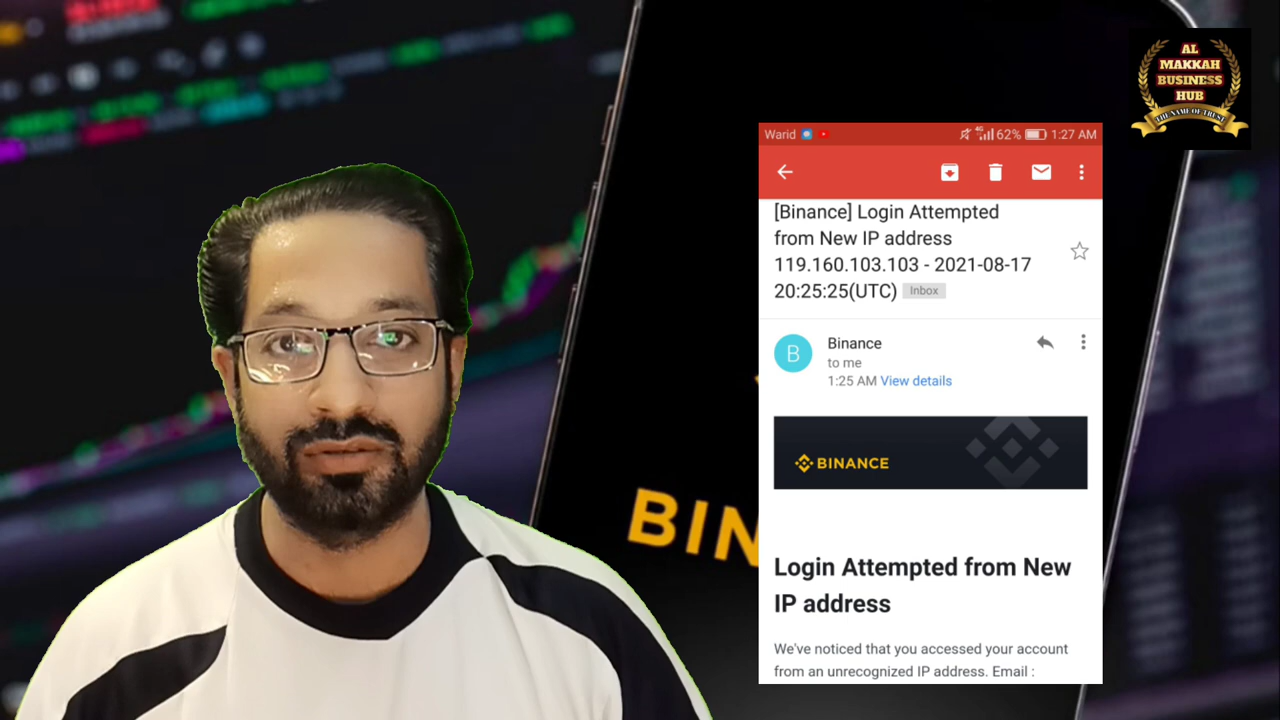 AL
MAKKAH
BUSINESS
HUB
THE NAME OF TRUST
Warid 62% 1:27 AM
[Binance] Login Attempted
from New IP address
119.160.103.103 - 2021-08-17
20:25:25(UTC) Inbox
B
Binance
to me
1:25 AM View details
BINANCE
BIN
Login Attempted from New
IP address
We've noticed that you accessed your account
from an unrecognized IP address. Email :